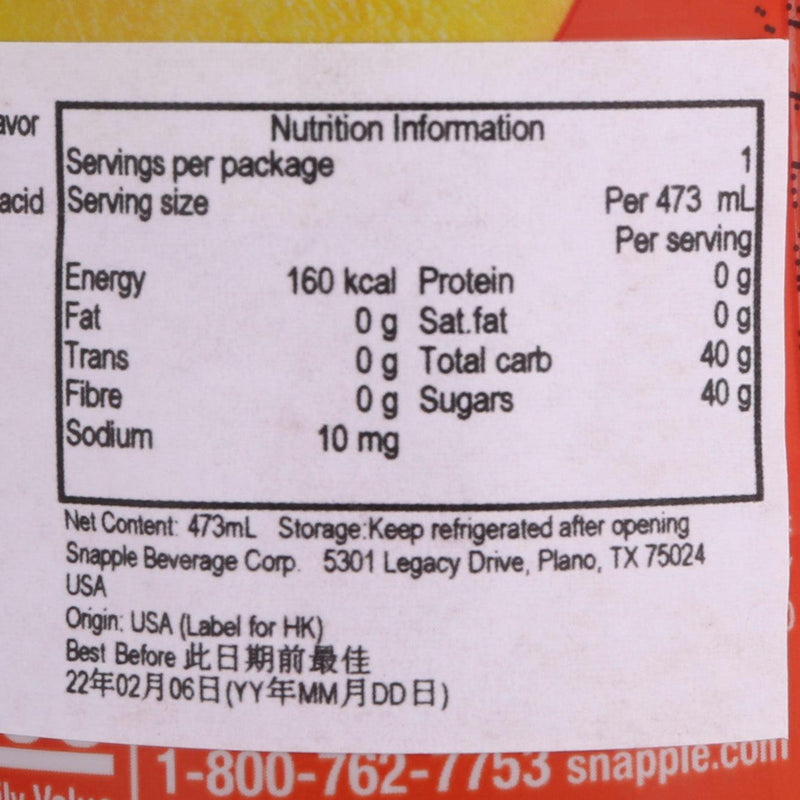 Nutrition Information
Servings per package 1
acid Serving size Per 473 mL
Per serving
Energy 160 kcal Protein 0 g
Fat 0 g Sat.fat 0 g
Trans 0 g Total carb 40 g
Fibre 0 g Sugars 40 g
Sodium 10 mg
Net Content: 473mL Storage:Keep refrigerated after opening
Snapple Beverage Corp. 5301 Legacy Drive, Plano, TX 75024
USA
Origin: USA (Label for HK)
Best Before 此日期前最佳
22年02月06日(YY年MM月DD日)
1-800-762-7753 snapple.com